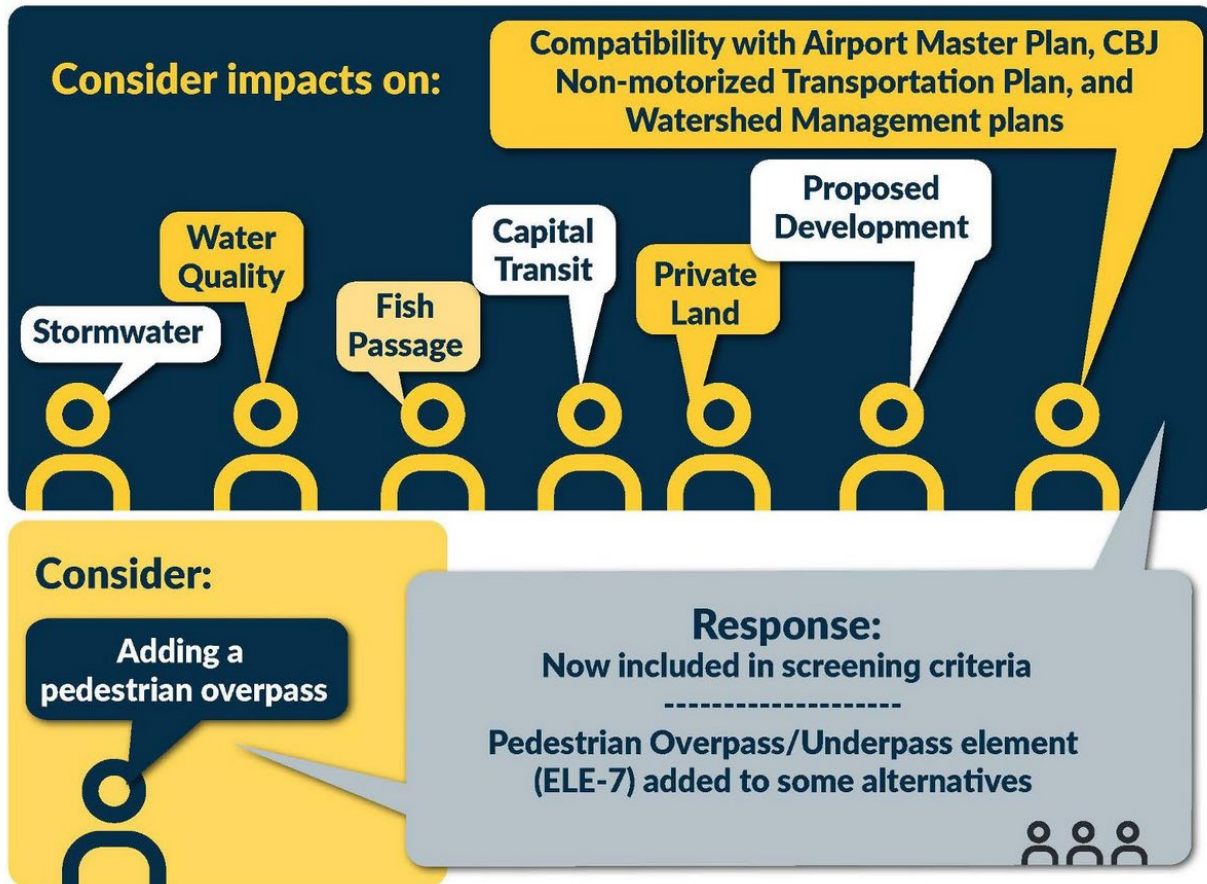 Consider impacts on:
Compatibility with Airport Master Plan, CBJ
Non-motorized Transportation Plan, and
Watershed Management plans
Stormwater
Water
Quality
Fish
Passage
Capital
Transit
Private
Land
Proposed
Development
Consider:
Adding a
pedestrian overpass
Response:
Now included in screening criteria
--------------------
Pedestrian Overpass/Underpass element
(ELE-7) added to some alternatives